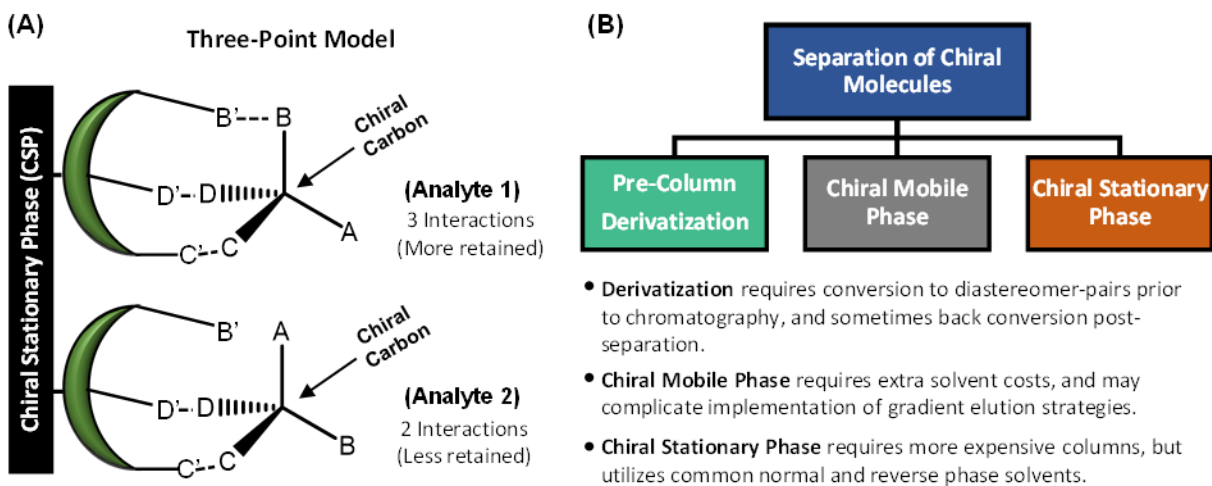 (A)
Three-Point Model
Chiral Stationary Phase (CSP)
B'---B
Chiral
Carbon
D'--D
(Analyte 1)
3 Interactions
(More retained)
A
C'--C
B'
A
Chiral
Carbon
D'--D
(Analyte 2)
2 Interactions
(Less retained)
B
C'--C
(B)
Separation of Chiral
Molecules
Pre-Column
Derivatization
Chiral Mobile
Phase
Chiral Stationary
Phase
• Derivatization requires conversion to diastereomer-pairs prior
to chromatography, and sometimes back conversion post-
separation.
• Chiral Mobile Phase requires extra solvent costs, and may
complicate implementation of gradient elution strategies.
• Chiral Stationary Phase requires more expensive columns, but
utilizes common normal and reverse phase solvents.